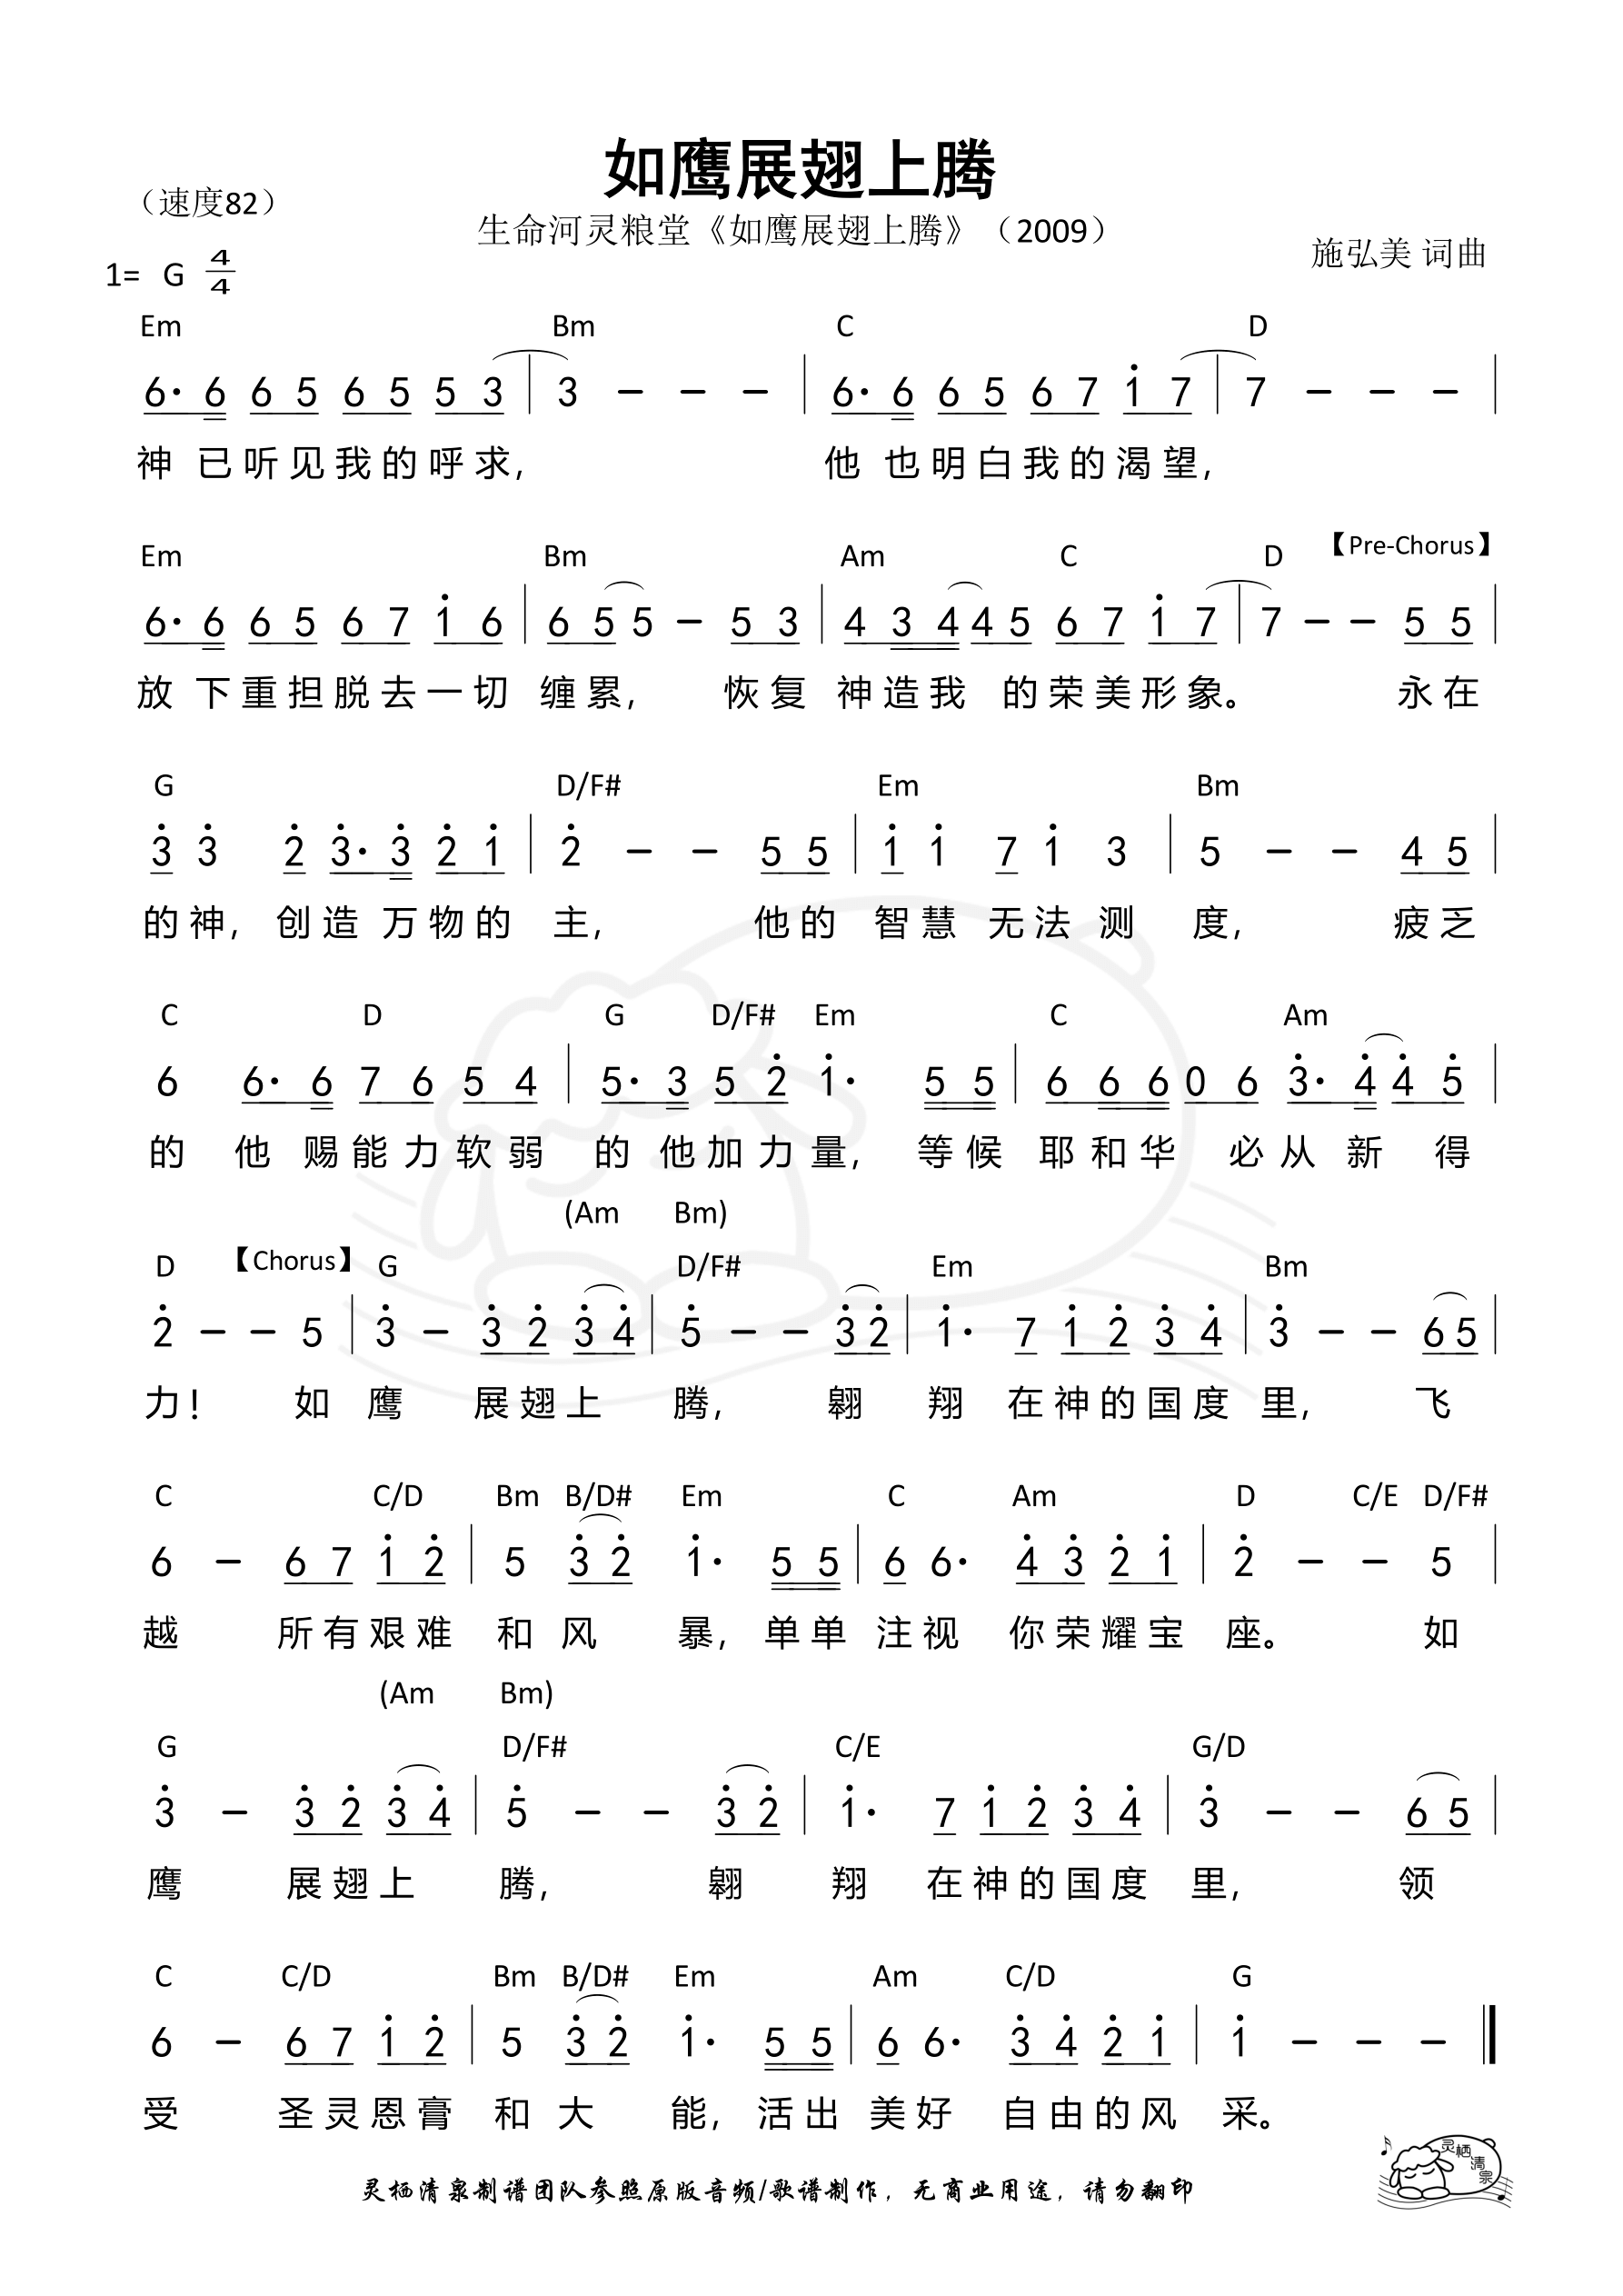 如鹰展翅上腾
（速度82）
生命河灵粮堂《如鹰展翅上腾》（2009）
施弘美 词曲
1= G 4/4
Em Bm C D
6· 6 6 5 6 5 5 3 | 3 – – – | 6· 6 6 5 6 7 1̇ 7 | 7 – – – |
神 已 听 见 我 的 呼 求, 他 也 明 白 我 的 渴 望,
Em Bm Am C D 【Pre-Chorus】
6· 6 6 5 6 7 1̇ 6 | 6 5 5 – 5 3 | 4 3 4 4 5 6 7 1̇ 7 | 7 – – 5 5 |
放 下 重 担 脱 去 一 切 缠 累, 恢 复 神 造 我 的 荣 美 形 象。 永 在
G D/F# Em Bm
3̇ 3̇ 2̇ 3̇· 3̇ 2̇ 1̇ | 2̇ – – 5 5 | 1̇ 1̇ 7 1̇ 3 | 5 – – 4 5 |
的 神, 创 造 万 物 的 主, 他 的 智 慧 无 法 测 度, 疲 乏
C D G D/F# Em C Am
6 6· 6 7 6 5 4 | 5· 3 5 2̇ 1̇· 5 5 | 6 6 6 0 6 3̇· 4̇ 4̇ 5̇ |
的 他 赐 能 力 软 弱 的 他 加 力 量, 等 候 耶 和 华 必 从 新 得
(Am Bm)
D 【Chorus】 G D/F# Em Bm
2̇ – – 5 | 3̇ – 3̇ 2̇ 3̇ 4̇ | 5̇ – – 3̇ 2̇ | 1̇· 7 1̇ 2̇ 3̇ 4̇ | 3̇ – – 6 5 |
力! 如 鹰 展 翅 上 腾, 翱 翔 在 神 的 国 度 里, 飞
C C/D Bm B/D# Em C Am D C/E D/F#
6 – 6 7 1̇ 2̇ | 5 3̇ 2̇ 1̇· 5 5 | 6 6· 4̇ 3̇ 2̇ 1̇ | 2̇ – – 5 |
越 所 有 艰 难 和 风 暴, 单 单 注 视 你 荣 耀 宝 座。 如
(Am Bm)
G D/F# C/E G/D
3̇ – 3̇ 2̇ 3̇ 4̇ | 5̇ – – 3̇ 2̇ | 1̇· 7 1̇ 2̇ 3̇ 4̇ | 3̇ – – 6 5 |
鹰 展 翅 上 腾, 翱 翔 在 神 的 国 度 里, 领
C C/D Bm B/D# Em Am C/D G
6 – 6 7 1̇ 2̇ | 5 3̇ 2̇ 1̇· 5 5 | 6 6· 3̇ 4̇ 2̇ 1̇ | 1̇ – – – ‖
受 圣 灵 恩 膏 和 大 能, 活 出 美 好 自 由 的 风 采。
灵栖清泉
灵栖清泉制谱团队参照原版音频/歌谱制作，无商业用途，请勿翻印